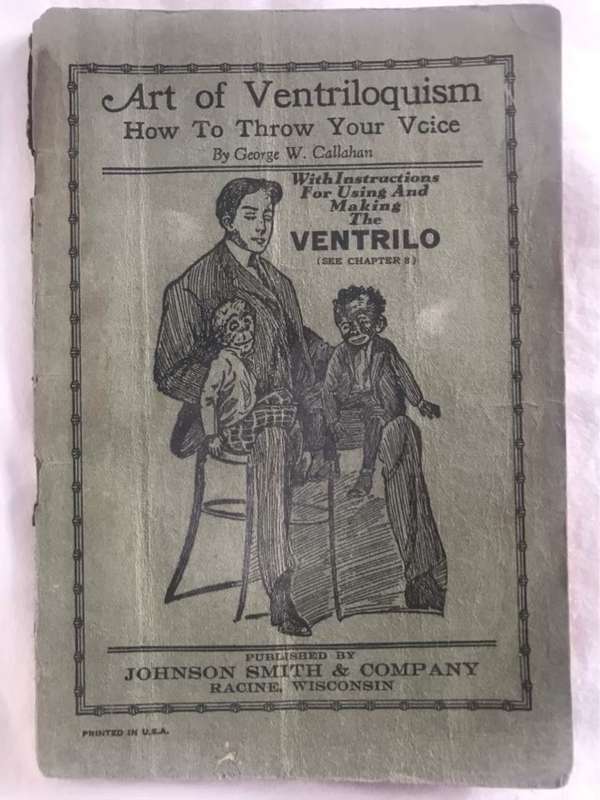 Art of Ventriloquism
How To Throw Your Voice
By George W. Callahan
With Instructions
For Using And
Making
The
VENTRILO
(SEE CHAPTER 8)
PUBLISHED BY
JOHNSON SMITH & COMPANY
RACINE, WISCONSIN
PRINTED IN U.S.A.